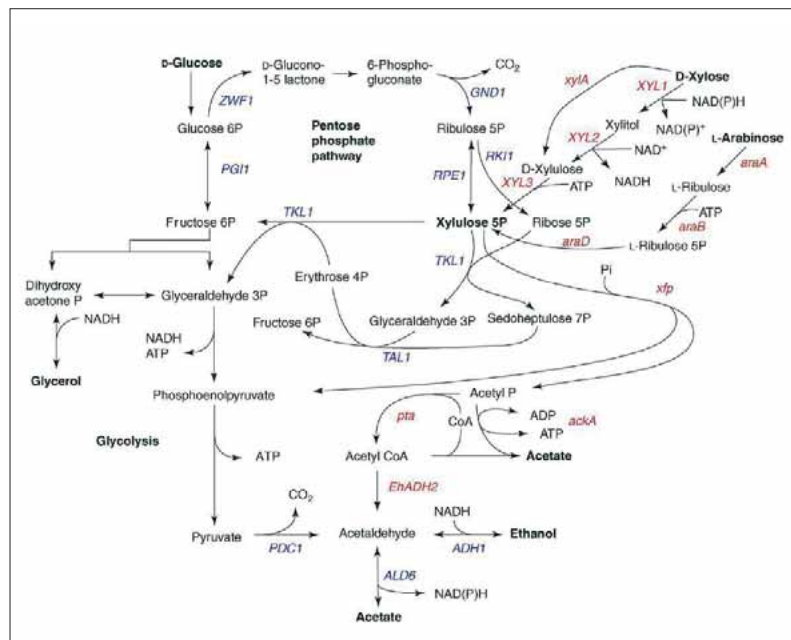 D-Glucose
D-Glucono-
1-5 lactone
6-Phospho-
gluconate
CO2
ZWF1
GND1
xylA
D-Xylose
XYL1
NAD(P)H
Xylitol
NAD(P)+
Glucose 6P
Pentose
phosphate
pathway
Ribulose 5P
XYL2
NAD+
L-Arabinose
araA
PGI1
RPE1
RKI1
D-Xylulose
NADH
XYL3
ATP
L-Ribulose
ATP
araB
Fructose 6P
TKL1
Xylulose 5P
Ribose 5P
araD
L-Ribulose 5P
TKL1
Erythrose 4P
Pi
xfp
Dihydroxy
acetone P
Glyceraldehyde 3P
NADH
NADH
ATP
Fructose 6P
Glyceraldehyde 3P
Sedoheptulose 7P
TAL1
Glycerol
Phosphoenolpyruvate
Acetyl P
pta
CoA
ADP
ATP
ackA
Glycolysis
ATP
Acetyl CoA
Acetate
EhADH2
CO2
NADH
Pyruvate
PDC1
Acetaldehyde
ADH1
Ethanol
ALD6
NAD(P)H
Acetate